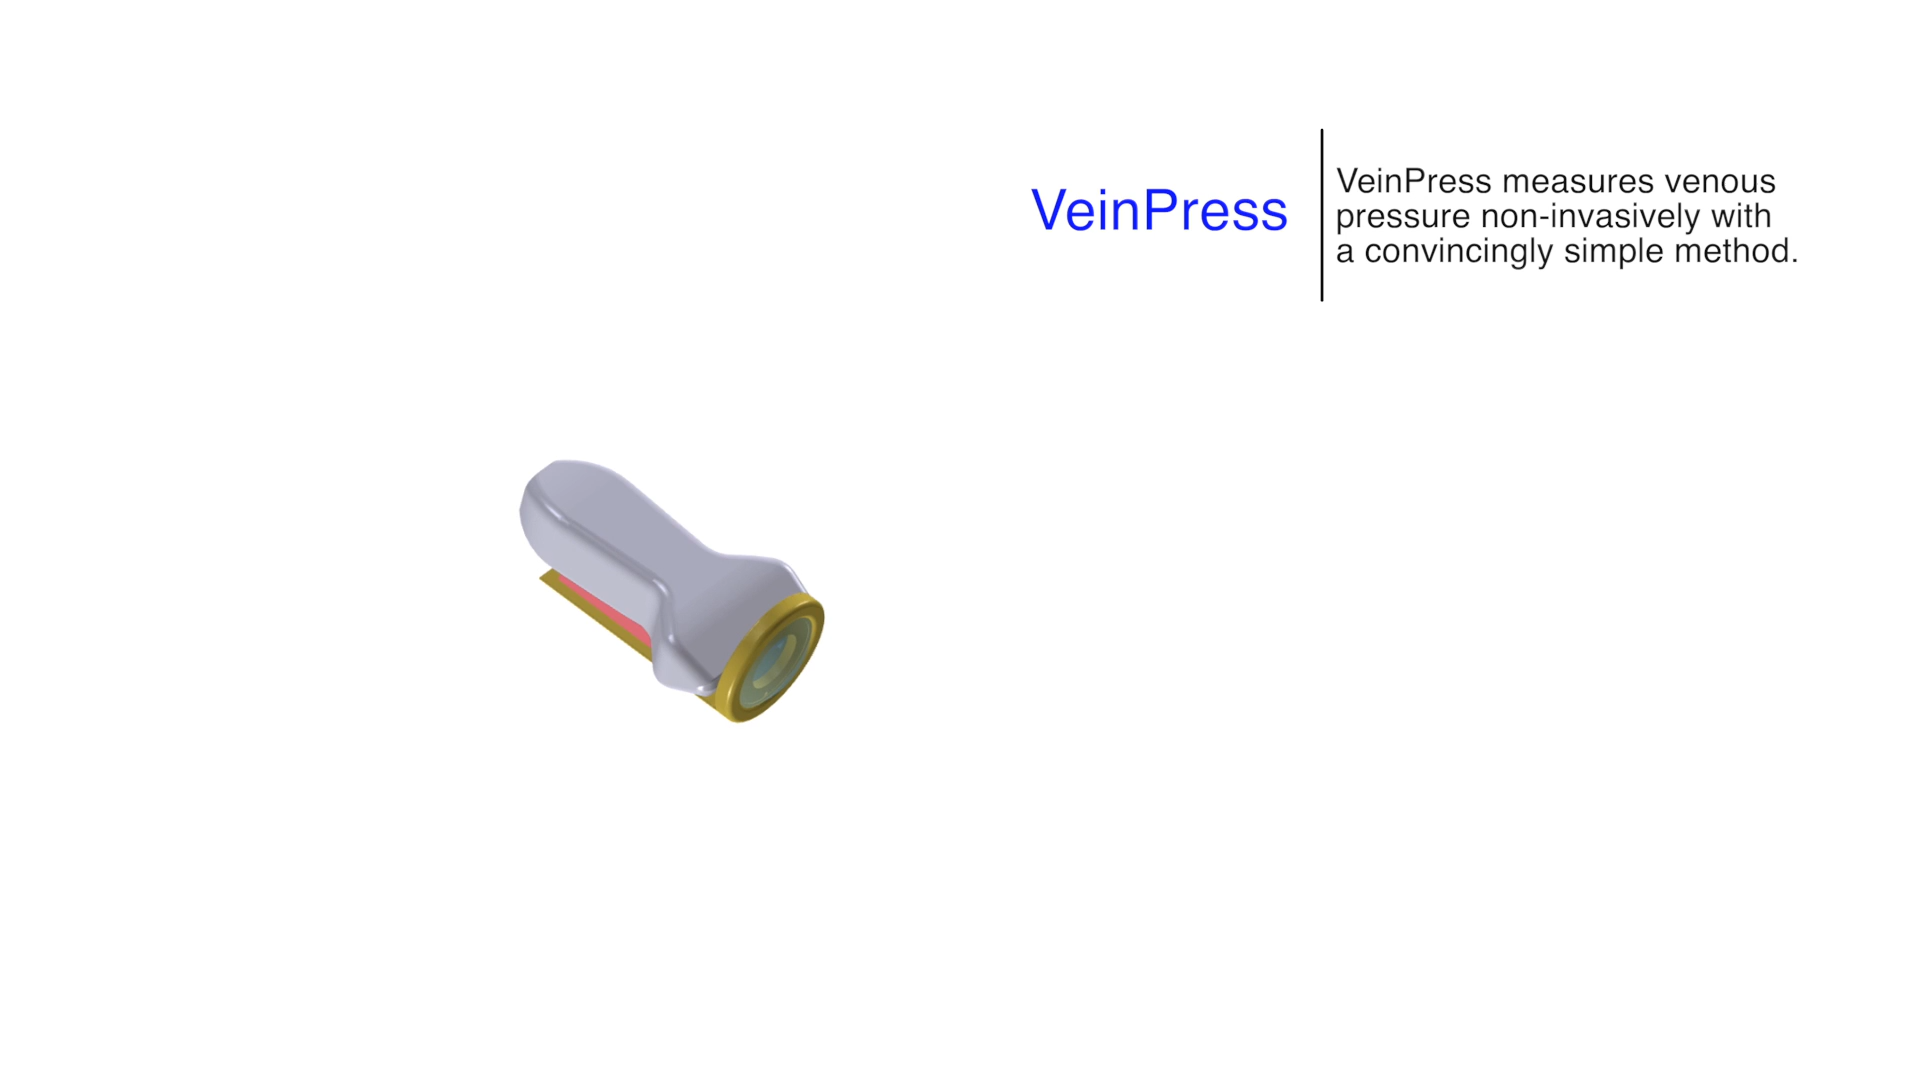 VeinPress
VeinPress measures venous
pressure non-invasively with
a convincingly simple method.